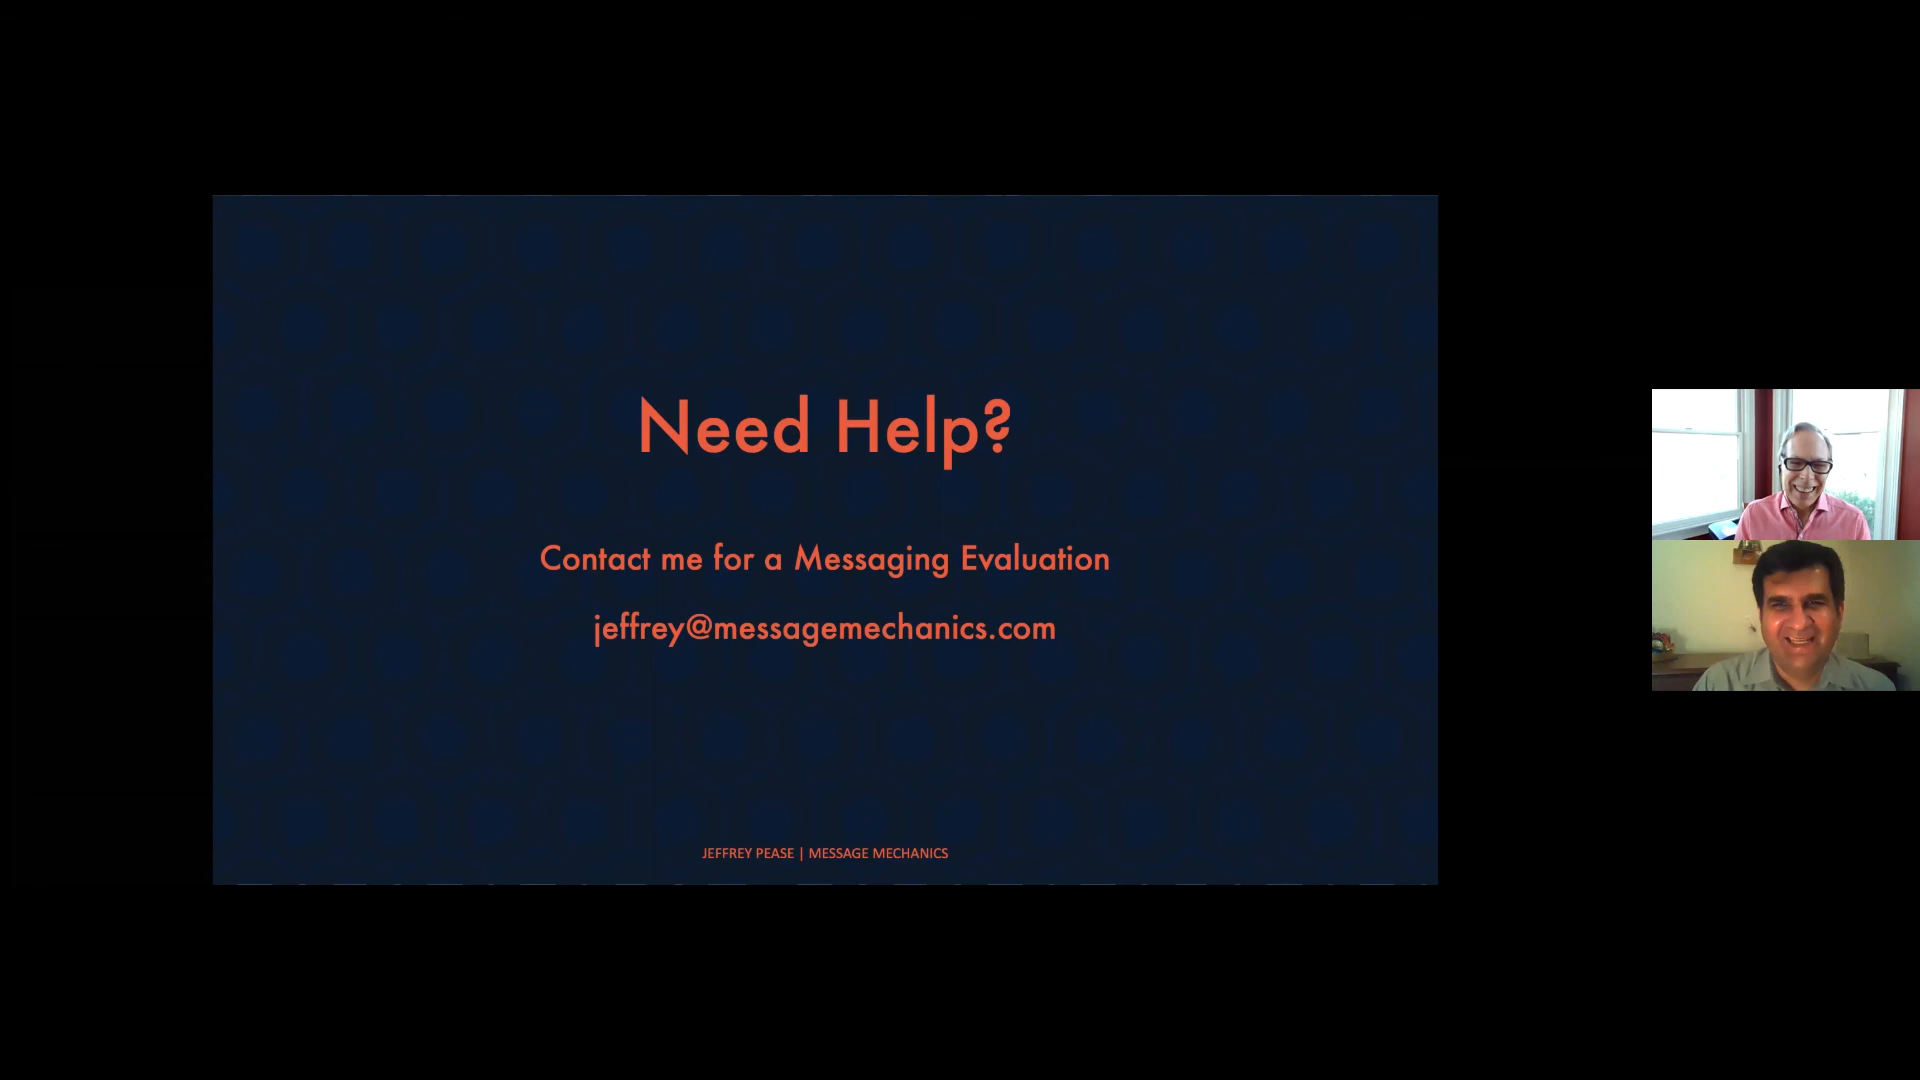 Need Help?
Contact me for a Messaging Evaluation
jeffrey@messagemechanics.com
JEFFREY PEASE | MESSAGE MECHANICS